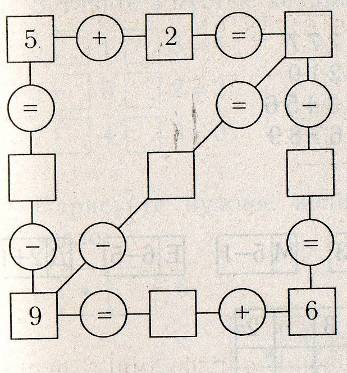 5 + 2 =
= =
− − =
9 = + 6